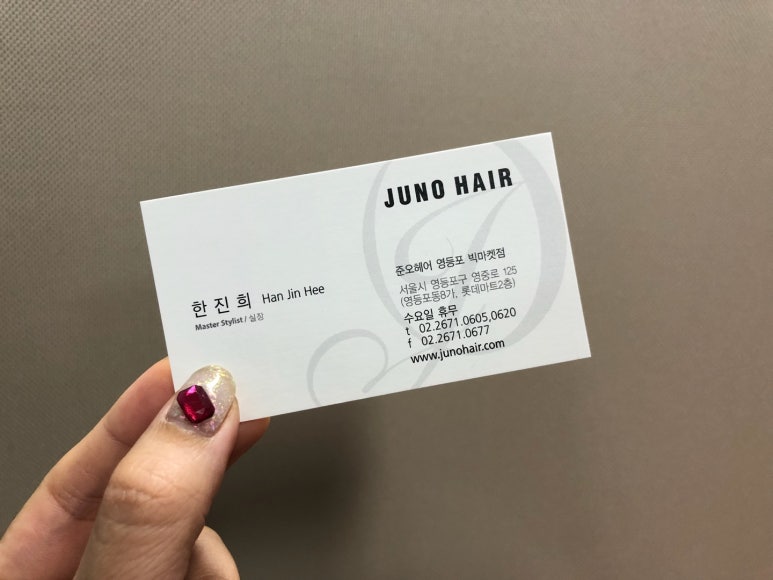 JUNO HAIR
준오헤어 영등포 빅마켓점
서울시 영등포구 영중로 125
(영등포동8가, 롯데마트2층)
수요일 휴무
t 02.2671.0605,0620
f 02.2671.0677
www.junohair.com
한진희 Han Jin Hee
Master Stylist / 실장